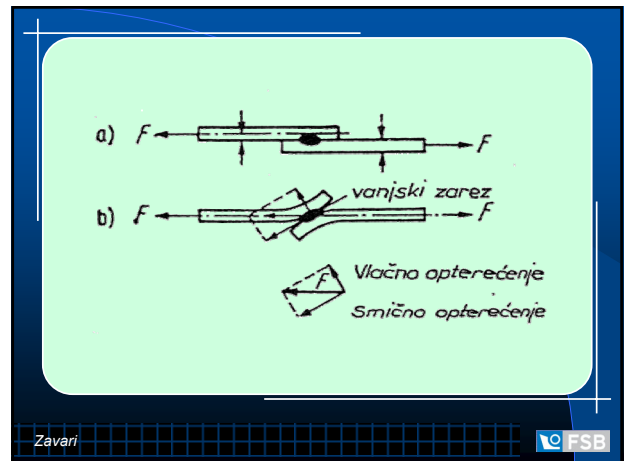 a) F F
vanjski zarez
b) F F
F Vlačno opterećenje
Smično opterećenje
Zavari FSB